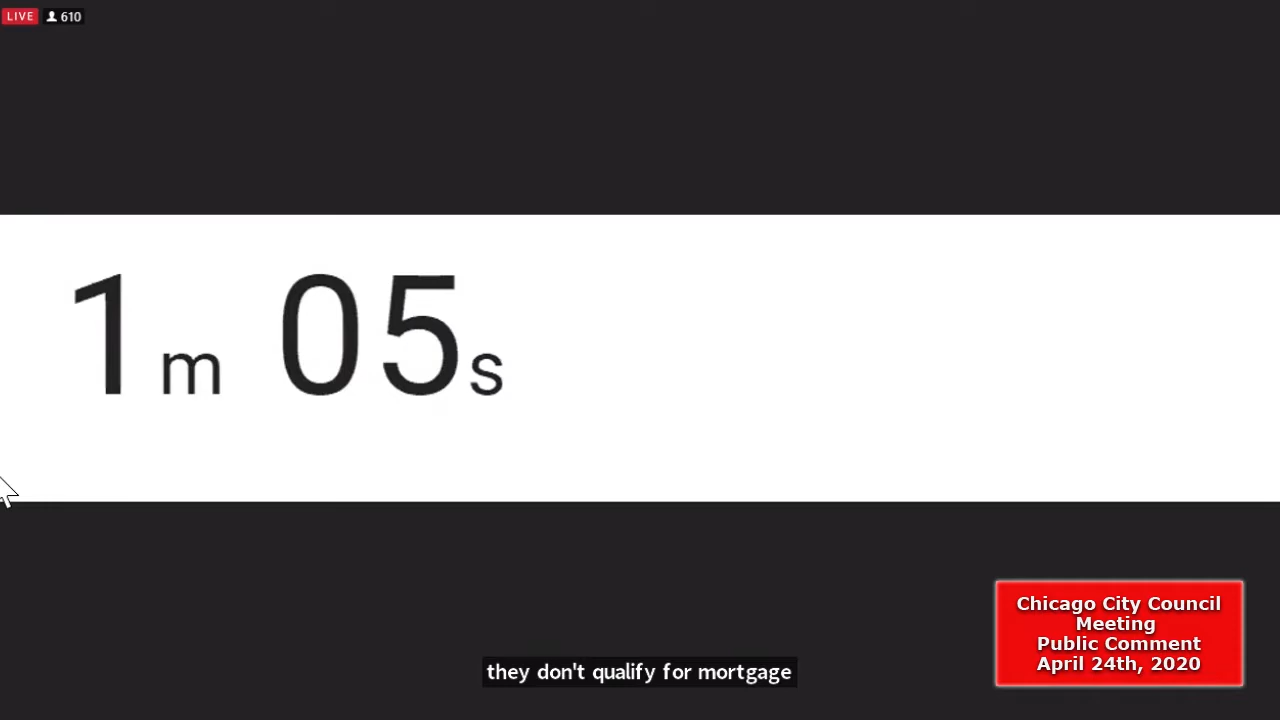 LIVE 610
1m 05s
they don't qualify for mortgage
Chicago City Council
Meeting
Public Comment
April 24th, 2020